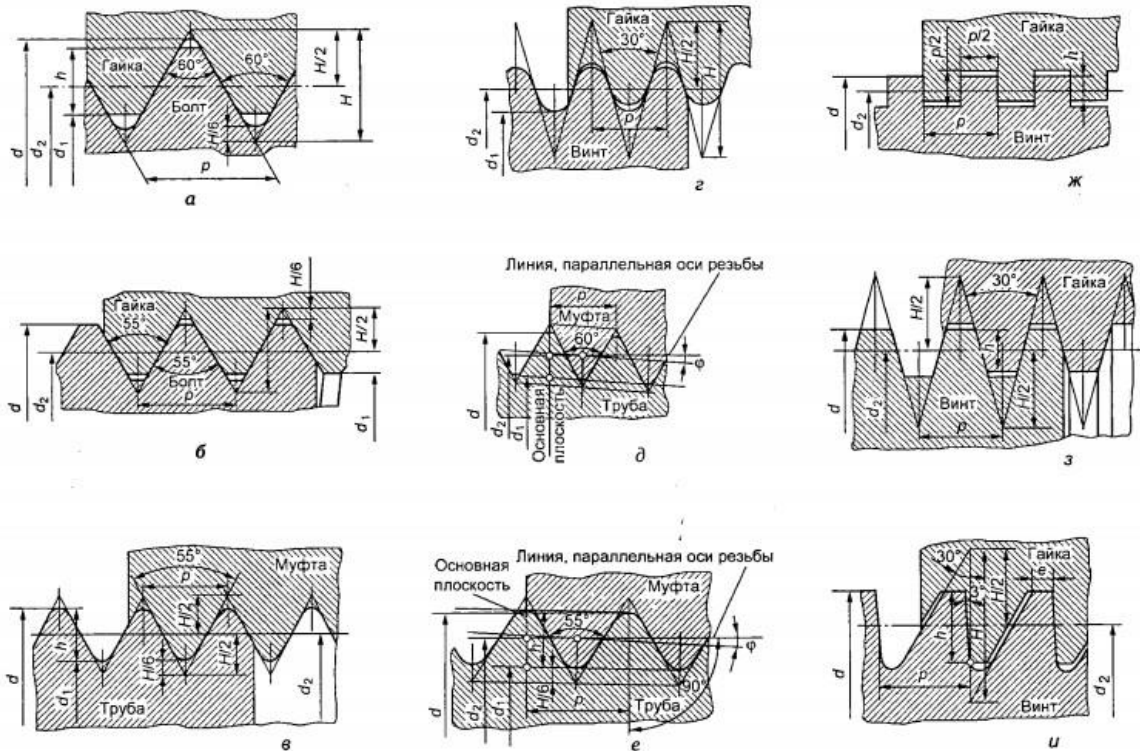 Гайка
60°
60°
Болт
h
H/2
H
H/6
d
d₂
d₁
p
а
Гайка
30°
H/2
H
d₂
d₁
p
Винт
г
p/2
p/2
Гайка
h
d
d₂
p
Винт
ж
H/6
Гайка
55°
H/2
55°
Болт
p
d
d₂
d₁
б
Линия, параллельная оси резьбы
p
Муфта
60°
φ
d
d₂
d₁
Труба
Основная
плоскость
д
30°
Гайка
H/2
h
d
d₂
Винт
H/2
p
з
55°
p
Муфта
H/2
h
H/6
H/2
d
d₁
d₂
Труба
в
Линия, параллельная оси резьбы
Основная
плоскость
Муфта
55°
h
φ
d
d₂
d₁
H/6
90°
p
Труба
е
30°
Гайка
e
3°
H/2
h
H
d
p
d₂
Винт
и